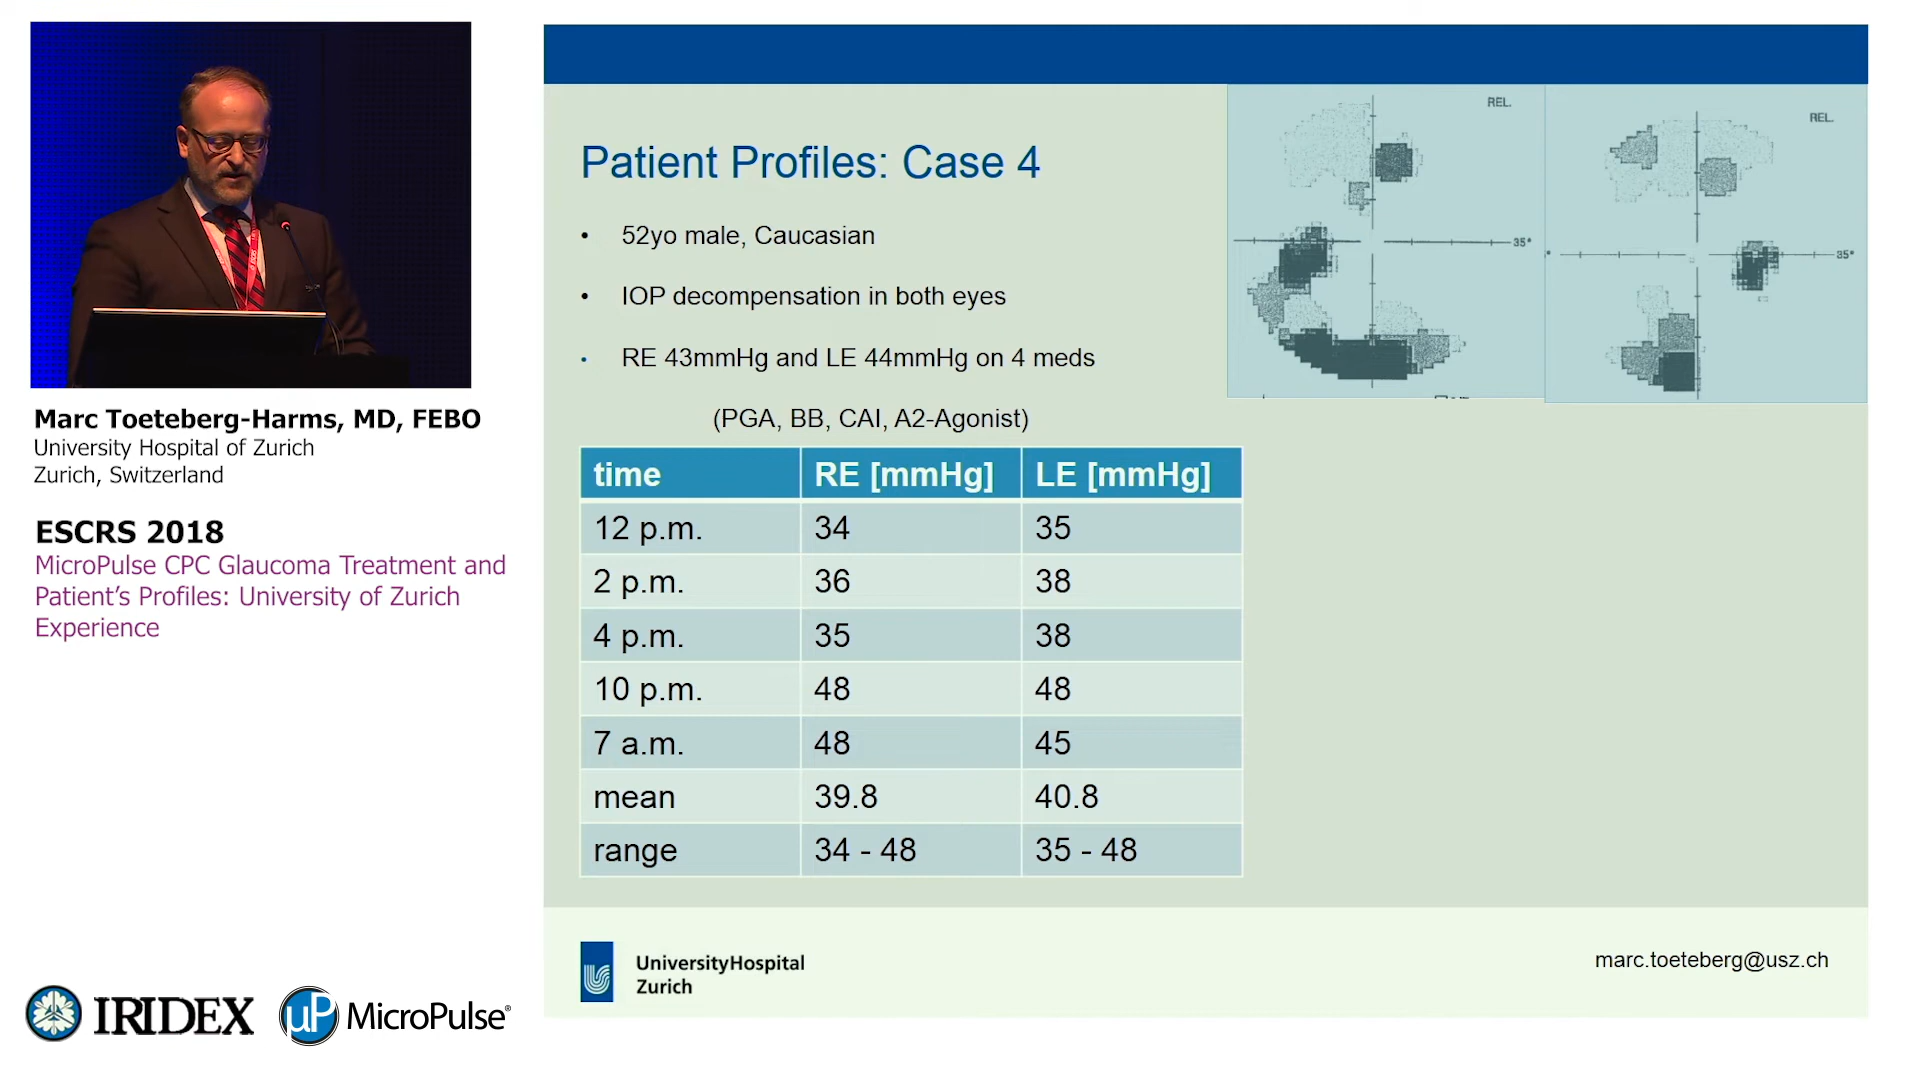 Marc Toeteberg-Harms, MD, FEBO
University Hospital of Zurich
Zurich, Switzerland
ESCRS 2018
MicroPulse CPC Glaucoma Treatment and
Patient’s Profiles: University of Zurich
Experience
IRIDEX
µP MicroPulse®
Patient Profiles: Case 4
• 52yo male, Caucasian
• IOP decompensation in both eyes
• RE 43mmHg and LE 44mmHg on 4 meds
(PGA, BB, CAI, A2-Agonist)
REL.
35°
REL.
35°
time RE [mmHg] LE [mmHg]
12 p.m. 34 35
2 p.m. 36 38
4 p.m. 35 38
10 p.m. 48 48
7 a.m. 48 45
mean 39.8 40.8
range 34 - 48 35 - 48
UniversityHospital
Zurich
marc.toeteberg@usz.ch